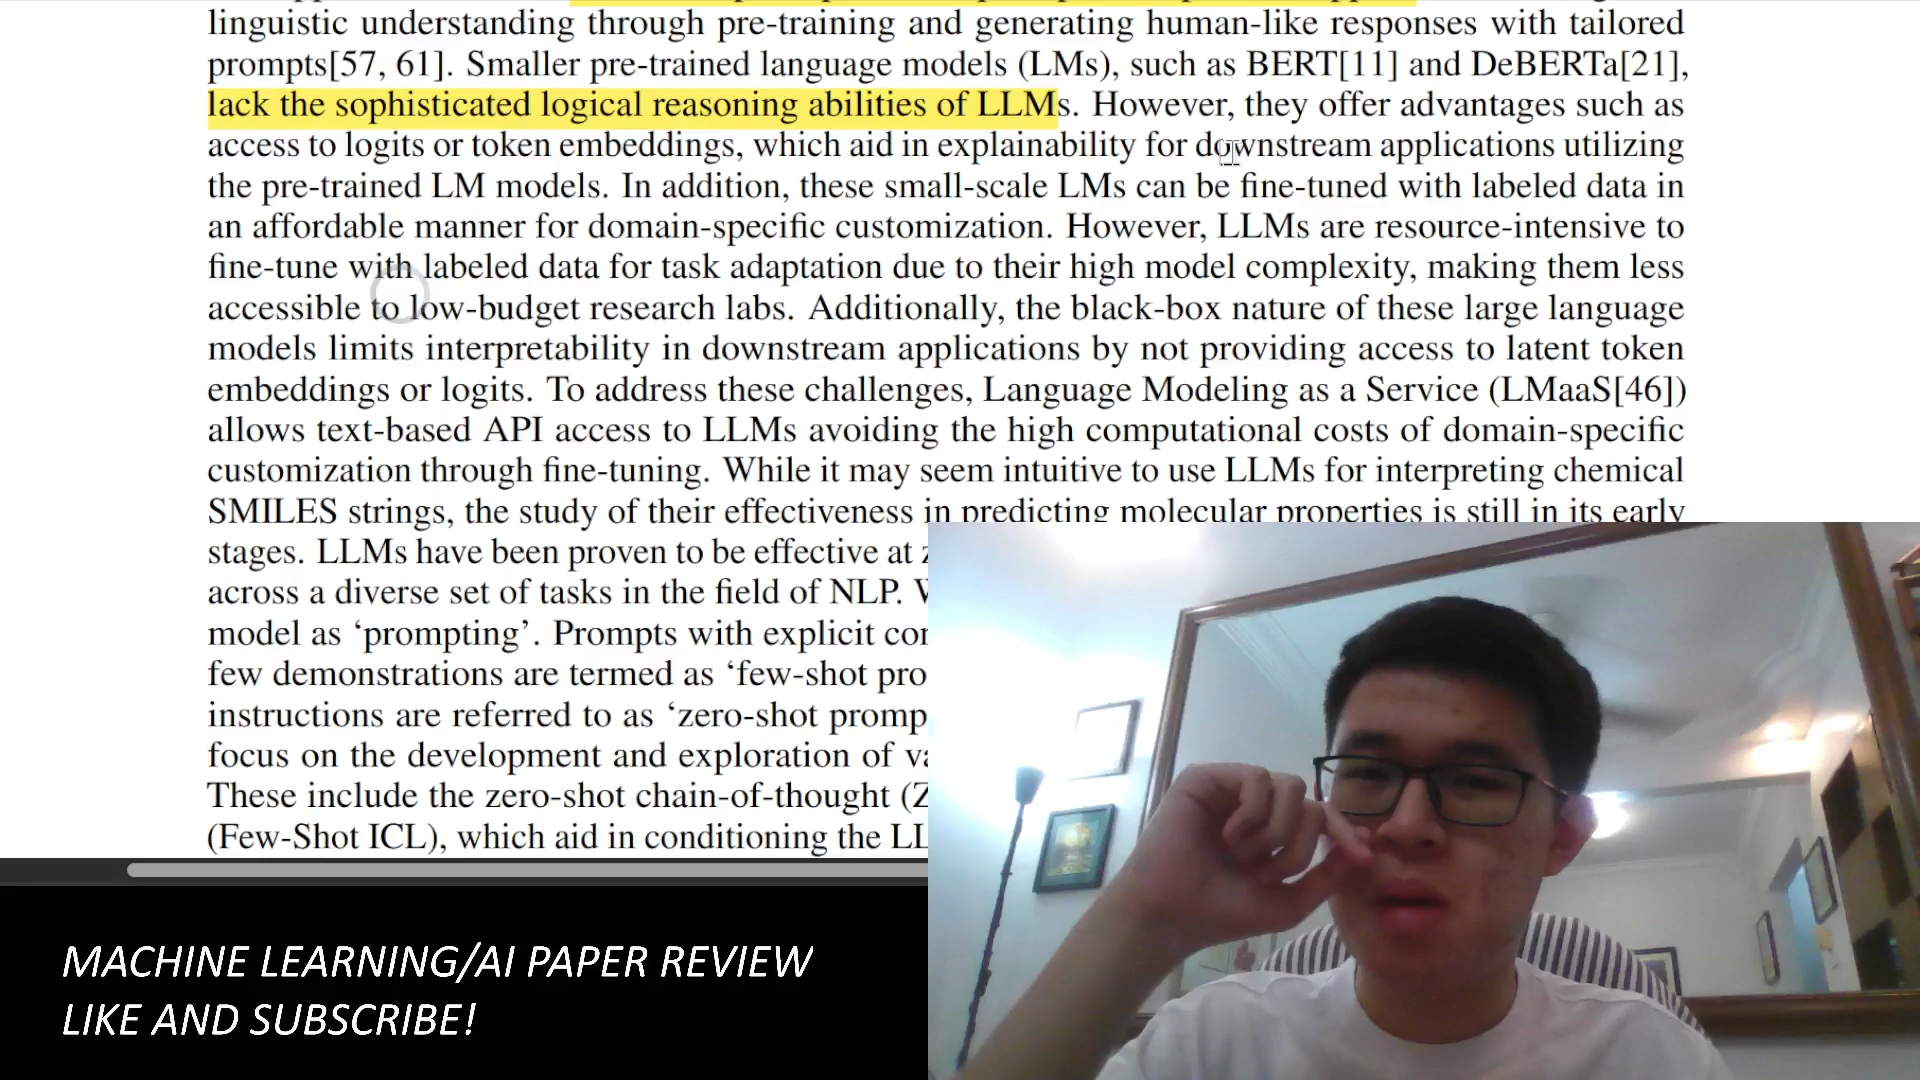 linguistic understanding through pre-training and generating human-like responses with tailored
prompts[57, 61]. Smaller pre-trained language models (LMs), such as BERT[11] and DeBERTa[21],
lack the sophisticated logical reasoning abilities of LLMs. However, they offer advantages such as
access to logits or token embeddings, which aid in explainability for downstream applications utilizing
the pre-trained LM models. In addition, these small-scale LMs can be fine-tuned with labeled data in
an affordable manner for domain-specific customization. However, LLMs are resource-intensive to
fine-tune with labeled data for task adaptation due to their high model complexity, making them less
accessible to low-budget research labs. Additionally, the black-box nature of these large language
models limits interpretability in downstream applications by not providing access to latent token
embeddings or logits. To address these challenges, Language Modeling as a Service (LMaaS[46])
allows text-based API access to LLMs avoiding the high computational costs of domain-specific
customization through fine-tuning. While it may seem intuitive to use LLMs for interpreting chemical
SMILES strings, the study of their effectiveness in predicting molecular properties is still in its early
stages. LLMs have been proven to be effective at
across a diverse set of tasks in the field of NLP.
model as ‘prompting’. Prompts with explicit
few demonstrations are termed as ‘few-shot
instructions are referred to as ‘zero-shot
focus on the development and exploration of
These include the zero-shot chain-of-thought
(Few-Shot ICL), which aid in conditioning the
MACHINE LEARNING/AI PAPER REVIEW
LIKE AND SUBSCRIBE!